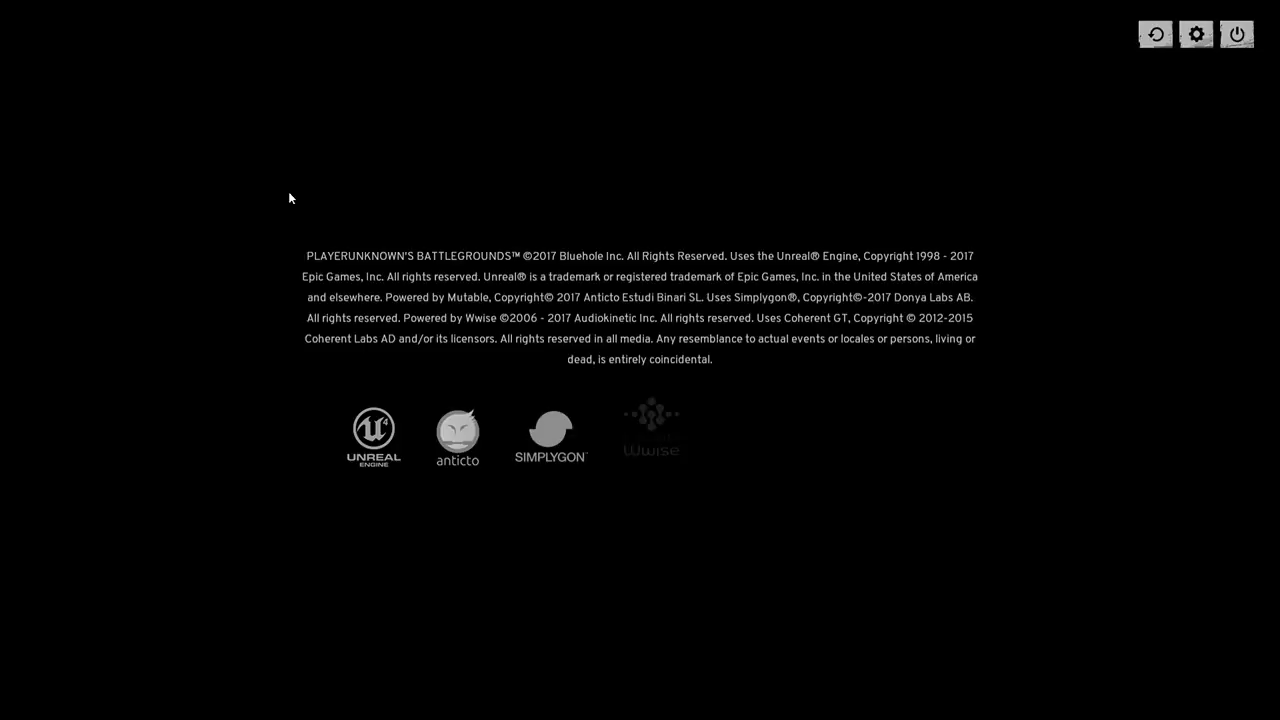 PLAYERUNKNOWN'S BATTLEGROUNDS™ ©2017 Bluehole Inc. All Rights Reserved. Uses the Unreal® Engine, Copyright 1998 - 2017
Epic Games, Inc. All rights reserved. Unreal® is a trademark or registered trademark of Epic Games, Inc. in the United States of America
and elsewhere. Powered by Mutable, Copyright© 2017 Anticto Estudi Binari SL. Uses Simplygon®, Copyright©-2017 Donya Labs AB.
All rights reserved. Powered by Wwise ©2006 - 2017 Audiokinetic Inc. All rights reserved. Uses Coherent GT, Copyright © 2012-2015
Coherent Labs AD and/or its licensors. All rights reserved in all media. Any resemblance to actual events or locales or persons, living or
dead, is entirely coincidental.
UNREAL
ENGINE
anticto
SIMPLYGON
Wwise